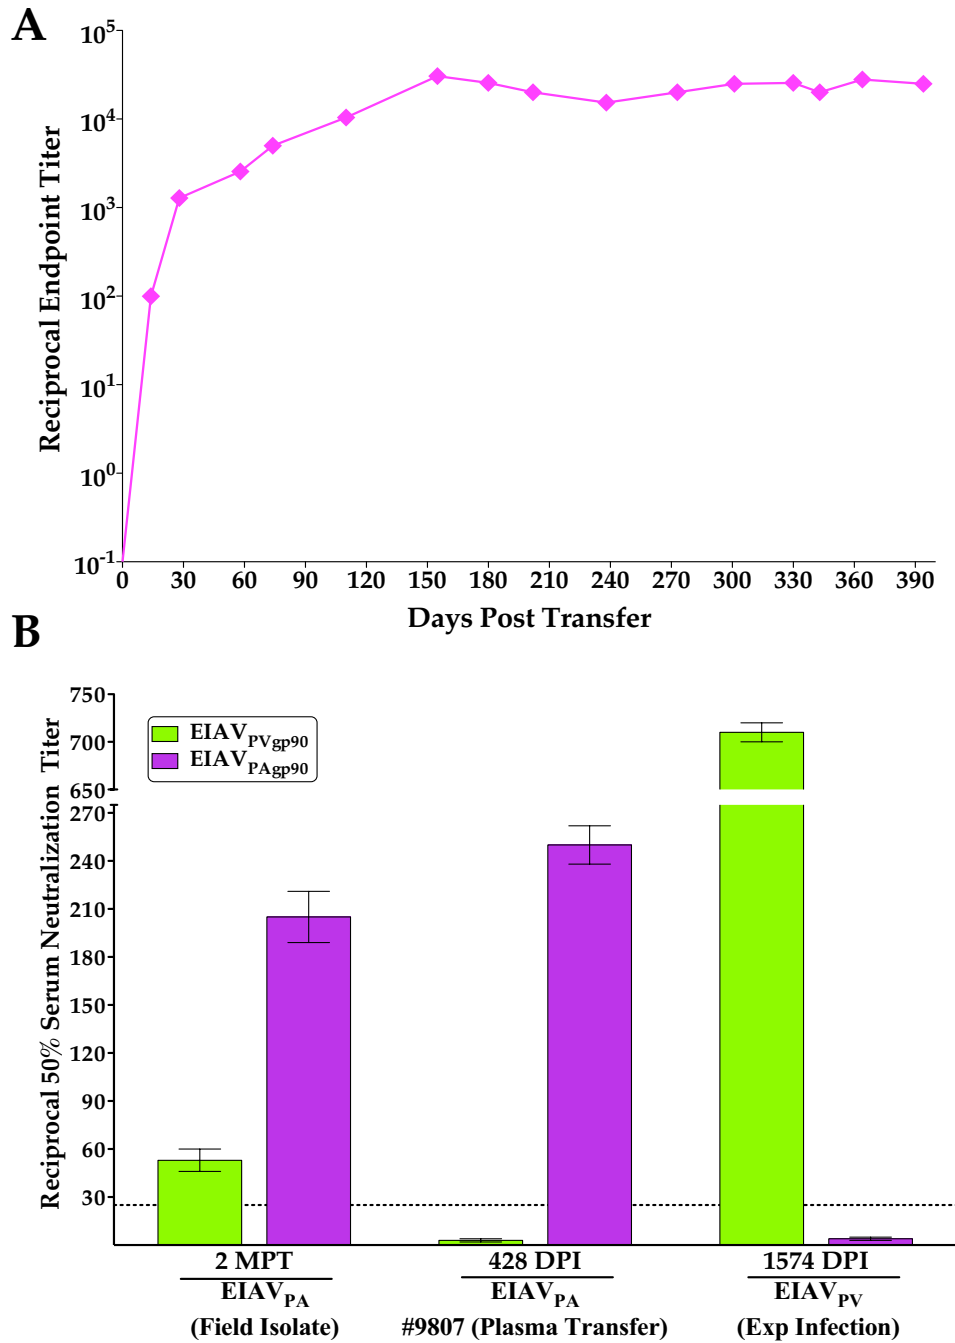 A
Reciprocal Endpoint Titer
10^5
10^4
10^3
10^2
10^1
10^0
10^-1
0 30 60 90 120 150 180 210 240 270 300 330 360 390
Days Post Transfer
B
Reciprocal 50% Serum Neutralization Titer
750
700
650
270
240
210
180
150
120
90
60
30
EIAV_PVgp90
EIAV_PAgp90
2 MPT 428 DPI 1574 DPI
EIAV_PA EIAV_PA EIAV_PV
(Field Isolate) #9807 (Plasma Transfer) (Exp Infection)